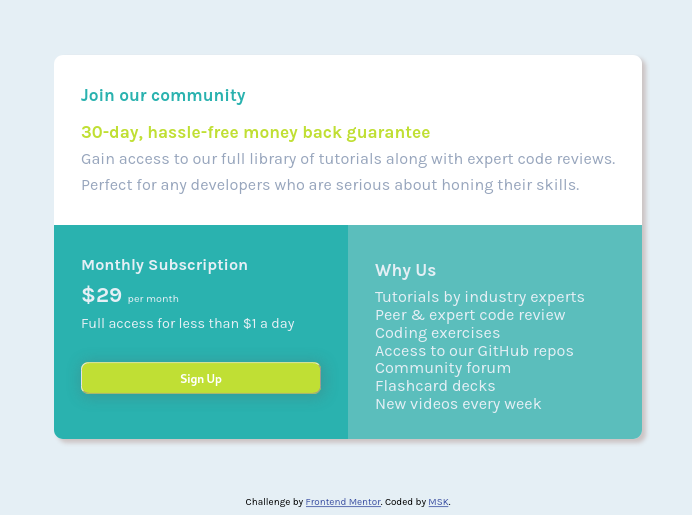 Join our community
30-day, hassle-free money back guarantee
Gain access to our full library of tutorials along with expert code reviews.
Perfect for any developers who are serious about honing their skills.
Monthly Subscription
$29 per month
Full access for less than $1 a day
Sign Up
Why Us
Tutorials by industry experts
Peer & expert code review
Coding exercises
Access to our GitHub repos
Community forum
Flashcard decks
New videos every week
Challenge by Frontend Mentor. Coded by MSK.